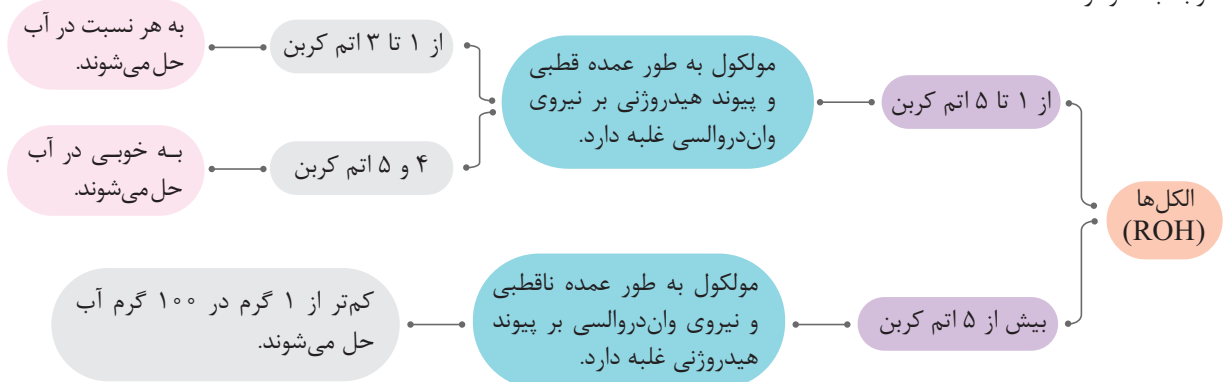 الکل‌ها
(ROH)
از ۱ تا ۵ اتم کربن
مولکول به طور عمده قطبی
و پیوند هیدروژنی بر نیروی
وان‌دروالسی غلبه دارد.
از ۱ تا ۳ اتم کربن
به هر نسبت در آب
حل می‌شوند.
۴ و ۵ اتم کربن
بـه خوبـی در آب
حل می‌شوند.
بیش از ۵ اتم کربن
مولکول به طور عمده ناقطبی
و نیروی وان‌دروالسی بر پیوند
هیدروژنی غلبه دارد.
کم‌تر از ۱ گرم در ۱۰۰ گرم آب
حل می‌شوند.